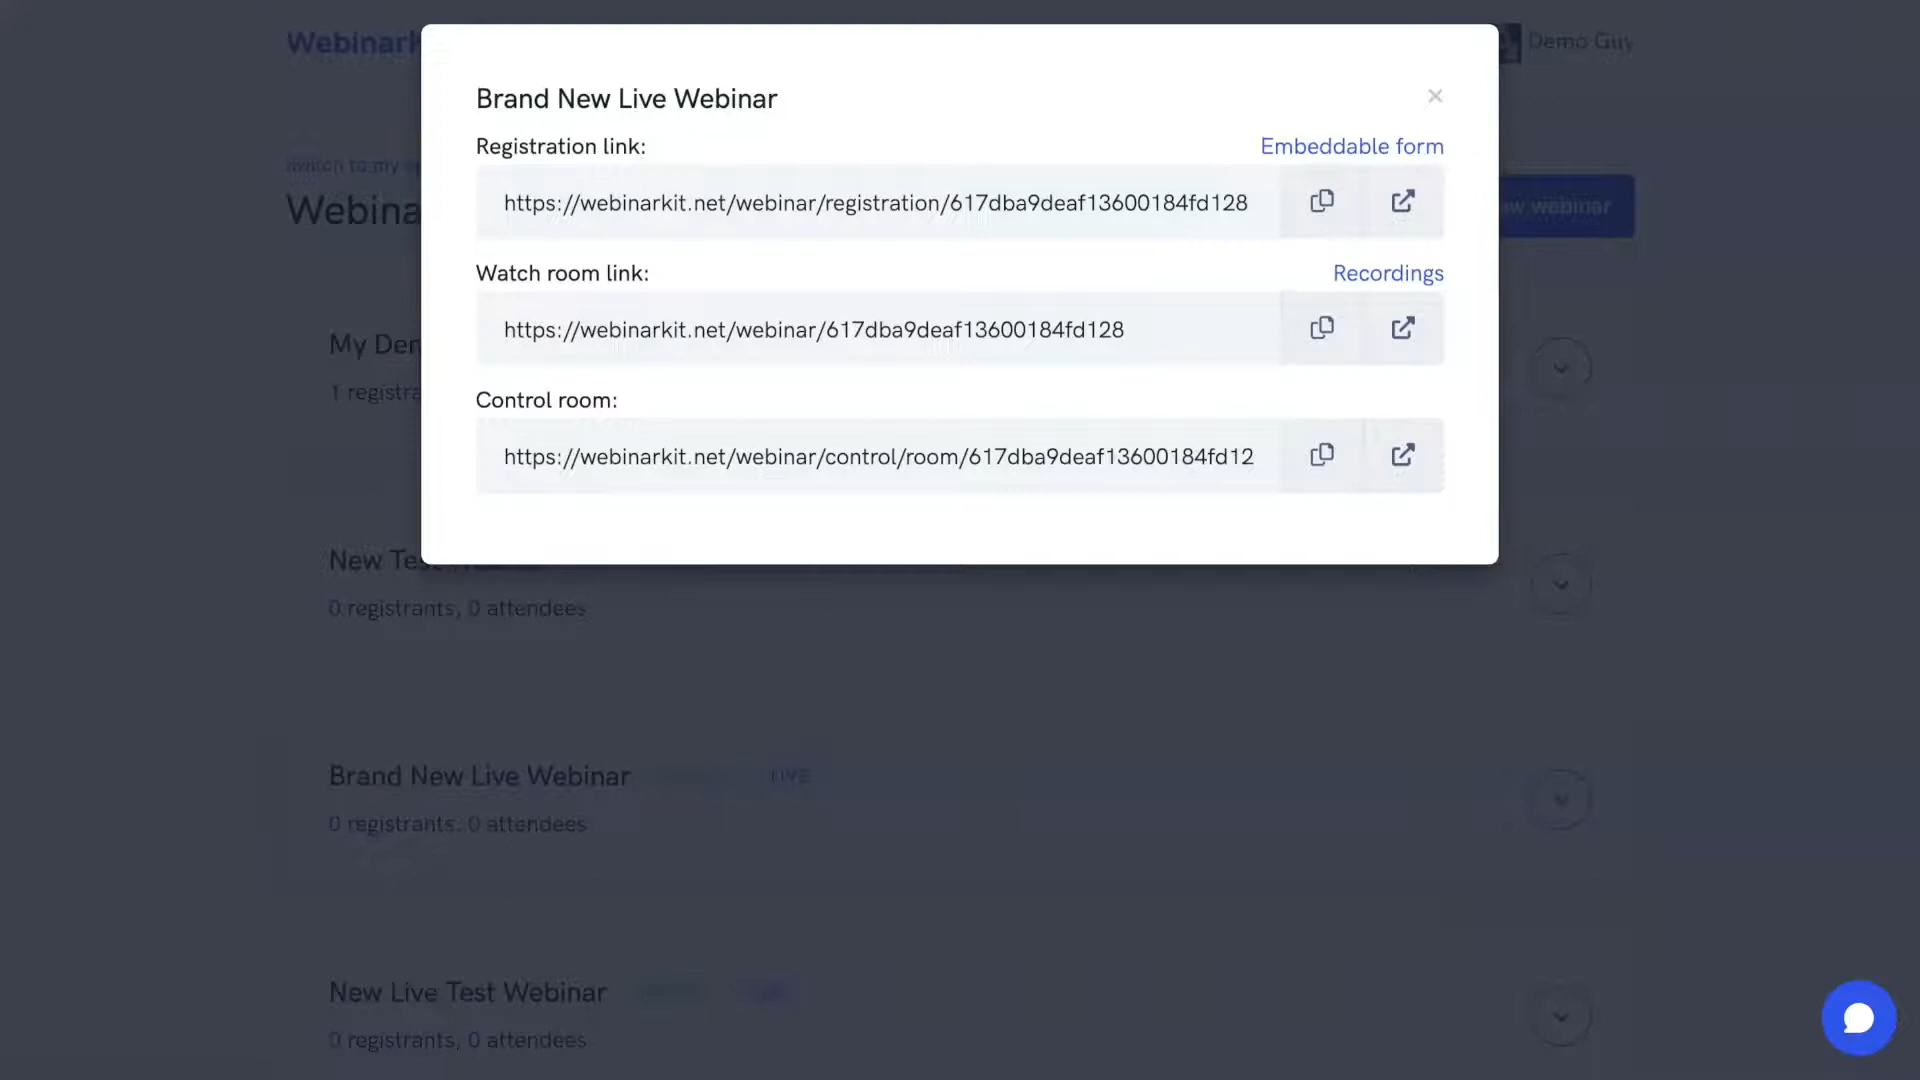 Demo Guy
Brand New Live Webinar
Registration link:
Embeddable form
https://webinarkit.net/webinar/registration/617dba9deaf13600184fd128
Watch room link:
Recordings
https://webinarkit.net/webinar/617dba9deaf13600184fd128
Control room:
https://webinarkit.net/webinar/control/room/617dba9deaf13600184fd12
switch to my
webinar
My
1
New
0 registrants, 0 attendees
Brand New Live Webinar LIVE
0 registrants, 0 attendees
New Live Test Webinar
0 registrants, 0 attendees